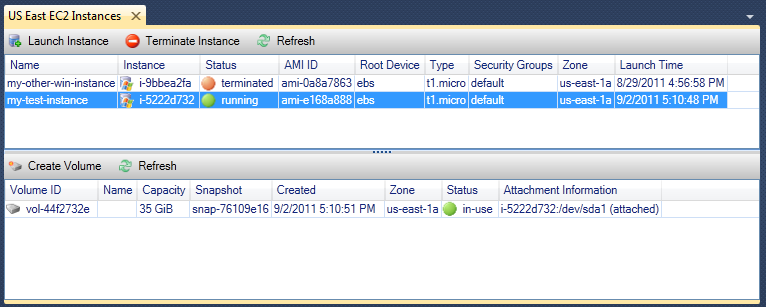 US East EC2 Instances
Launch Instance Terminate Instance Refresh
Name Instance Status AMI ID Root Device Type Security Groups Zone Launch Time
my-other-win-instance i-9bbea2fa terminated ami-0a8a7863 ebs t1.micro default us-east-1a 8/29/2011 4:56:58 PM
my-test-instance i-5222d732 running ami-e168a888 ebs t1.micro default us-east-1a 9/2/2011 5:10:48 PM
Create Volume Refresh
Volume ID Name Capacity Snapshot Created Zone Status Attachment Information
vol-44f2732e 35 GiB snap-76109e16 9/2/2011 5:10:51 PM us-east-1a in-use i-5222d732:/dev/sda1 (attached)